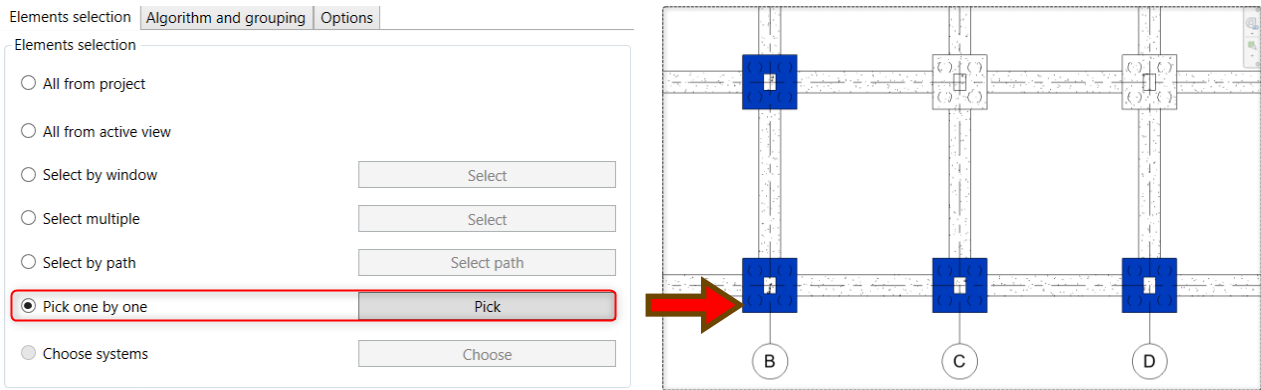 Elements selection Algorithm and grouping Options
Elements selection
All from project
All from active view
Select by window Select
Select multiple Select
Select by path Select path
Pick one by one Pick
Choose systems Choose
B C D